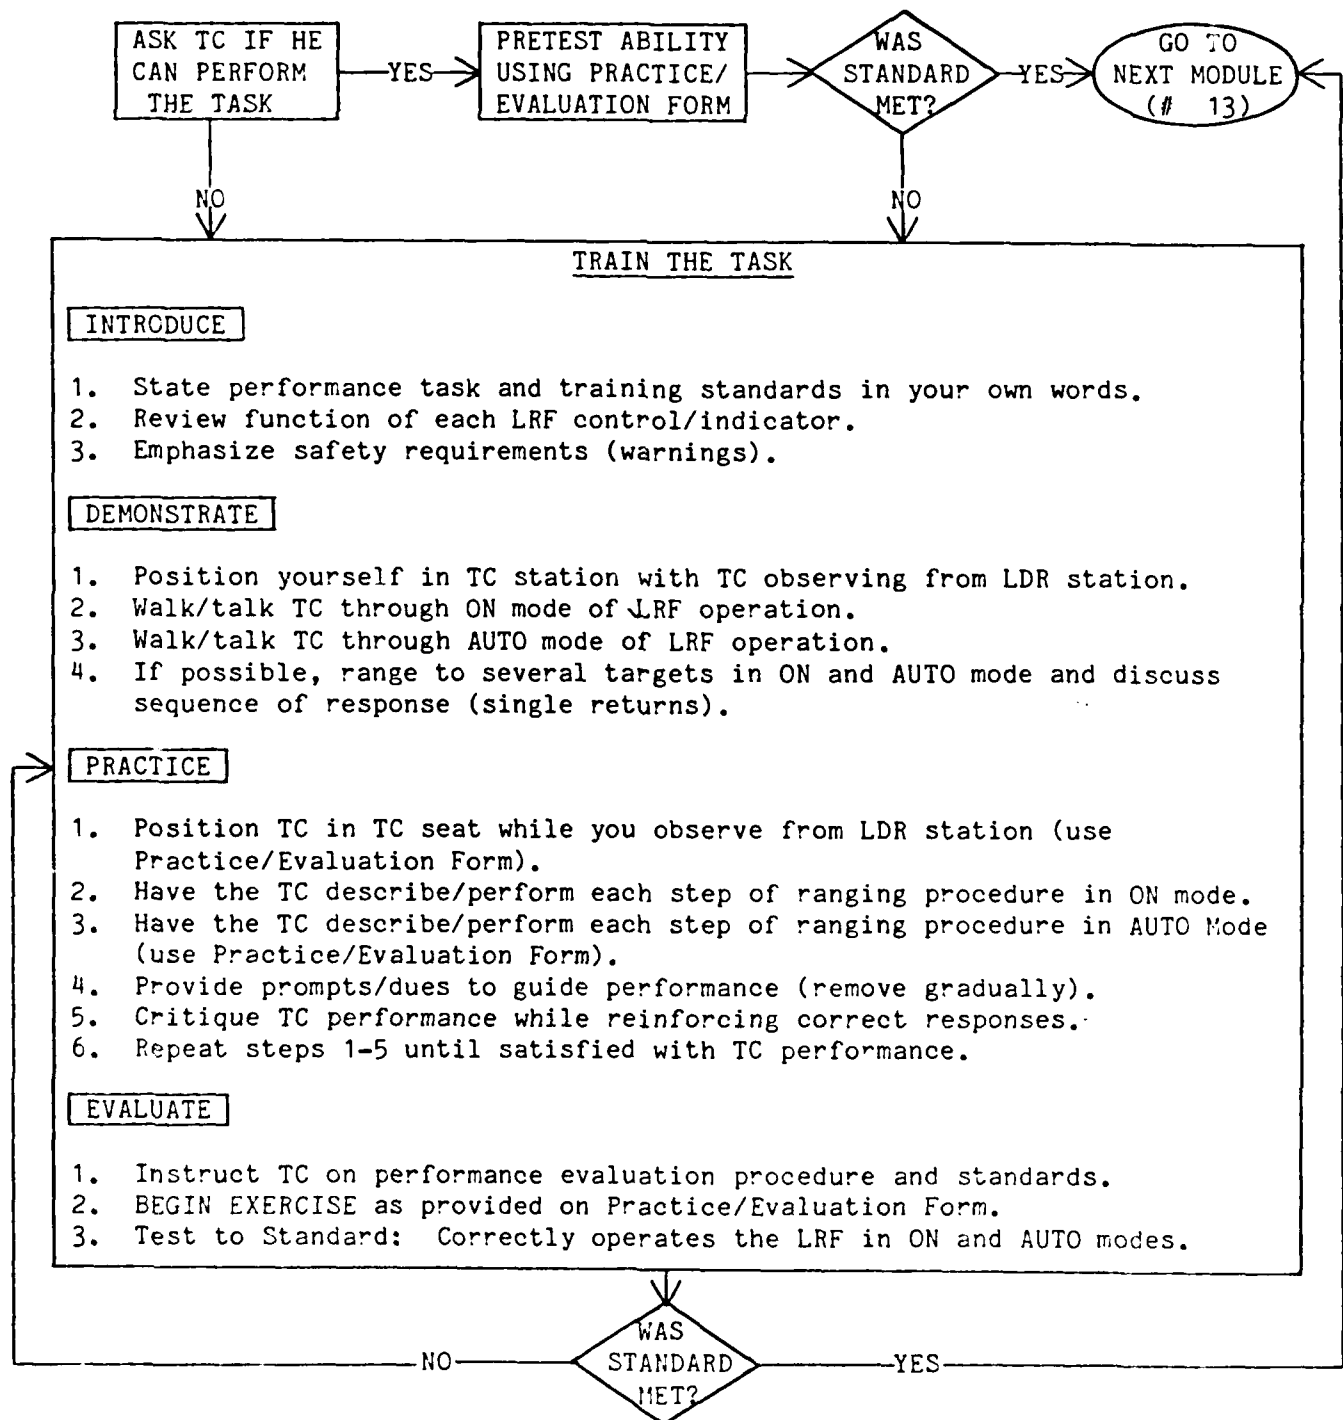 ASK TC IF HE
CAN PERFORM
THE TASK
YES
PRETEST ABILITY
USING PRACTICE/
EVALUATION FORM
WAS
STANDARD
MET?
YES
GO TO
NEXT MODULE
(# 13)
NO
NO
TRAIN THE TASK
INTRODUCE
1. State performance task and training standards in your own words.
2. Review function of each LRF control/indicator.
3. Emphasize safety requirements (warnings).
DEMONSTRATE
1. Position yourself in TC station with TC observing from LDR station.
2. Walk/talk TC through ON mode of LRF operation.
3. Walk/talk TC through AUTO mode of LRF operation.
4. If possible, range to several targets in ON and AUTO mode and discuss
sequence of response (single returns).
PRACTICE
1. Position TC in TC seat while you observe from LDR station (use
Practice/Evaluation Form).
2. Have the TC describe/perform each step of ranging procedure in ON mode.
3. Have the TC describe/perform each step of ranging procedure in AUTO Mode
(use Practice/Evaluation Form).
4. Provide prompts/dues to guide performance (remove gradually).
5. Critique TC performance while reinforcing correct responses.
6. Repeat steps 1-5 until satisfied with TC performance.
EVALUATE
1. Instruct TC on performance evaluation procedure and standards.
2. BEGIN EXERCISE as provided on Practice/Evaluation Form.
3. Test to Standard: Correctly operates the LRF in ON and AUTO modes.
NO
WAS
STANDARD
MET?
YES